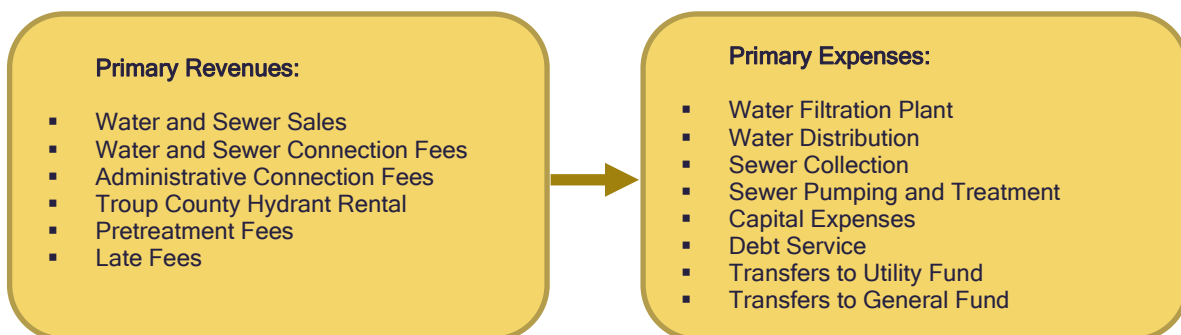 Primary Revenues:
▪ Water and Sewer Sales
▪ Water and Sewer Connection Fees
▪ Administrative Connection Fees
▪ Troup County Hydrant Rental
▪ Pretreatment Fees
▪ Late Fees
Primary Expenses:
▪ Water Filtration Plant
▪ Water Distribution
▪ Sewer Collection
▪ Sewer Pumping and Treatment
▪ Capital Expenses
▪ Debt Service
▪ Transfers to Utility Fund
▪ Transfers to General Fund